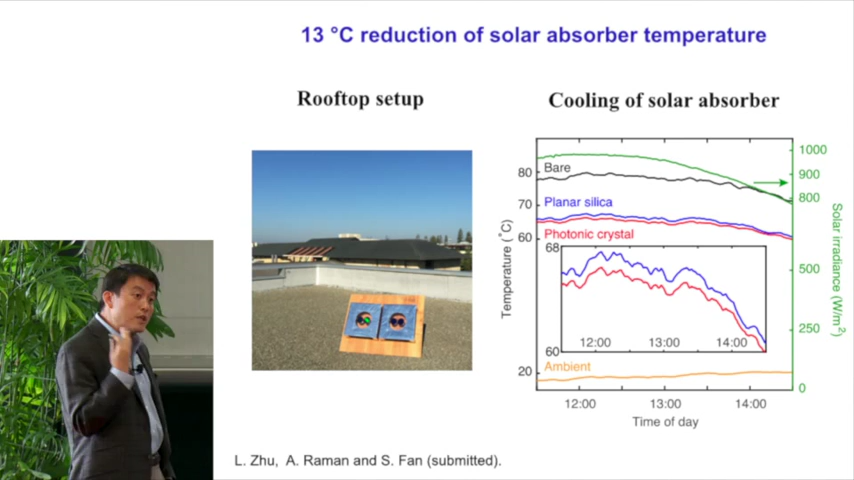 13 °C reduction of solar absorber temperature
Rooftop setup
Cooling of solar absorber
Bare
Planar silica
Photonic crystal
Ambient
80
70
60
20
Temperature (˚C)
68
60
12:00 13:00 14:00
1000
900
800
500
250
0
Solar irradiance (W/m²)
12:00 13:00 14:00
Time of day
L. Zhu, A. Raman and S. Fan (submitted).